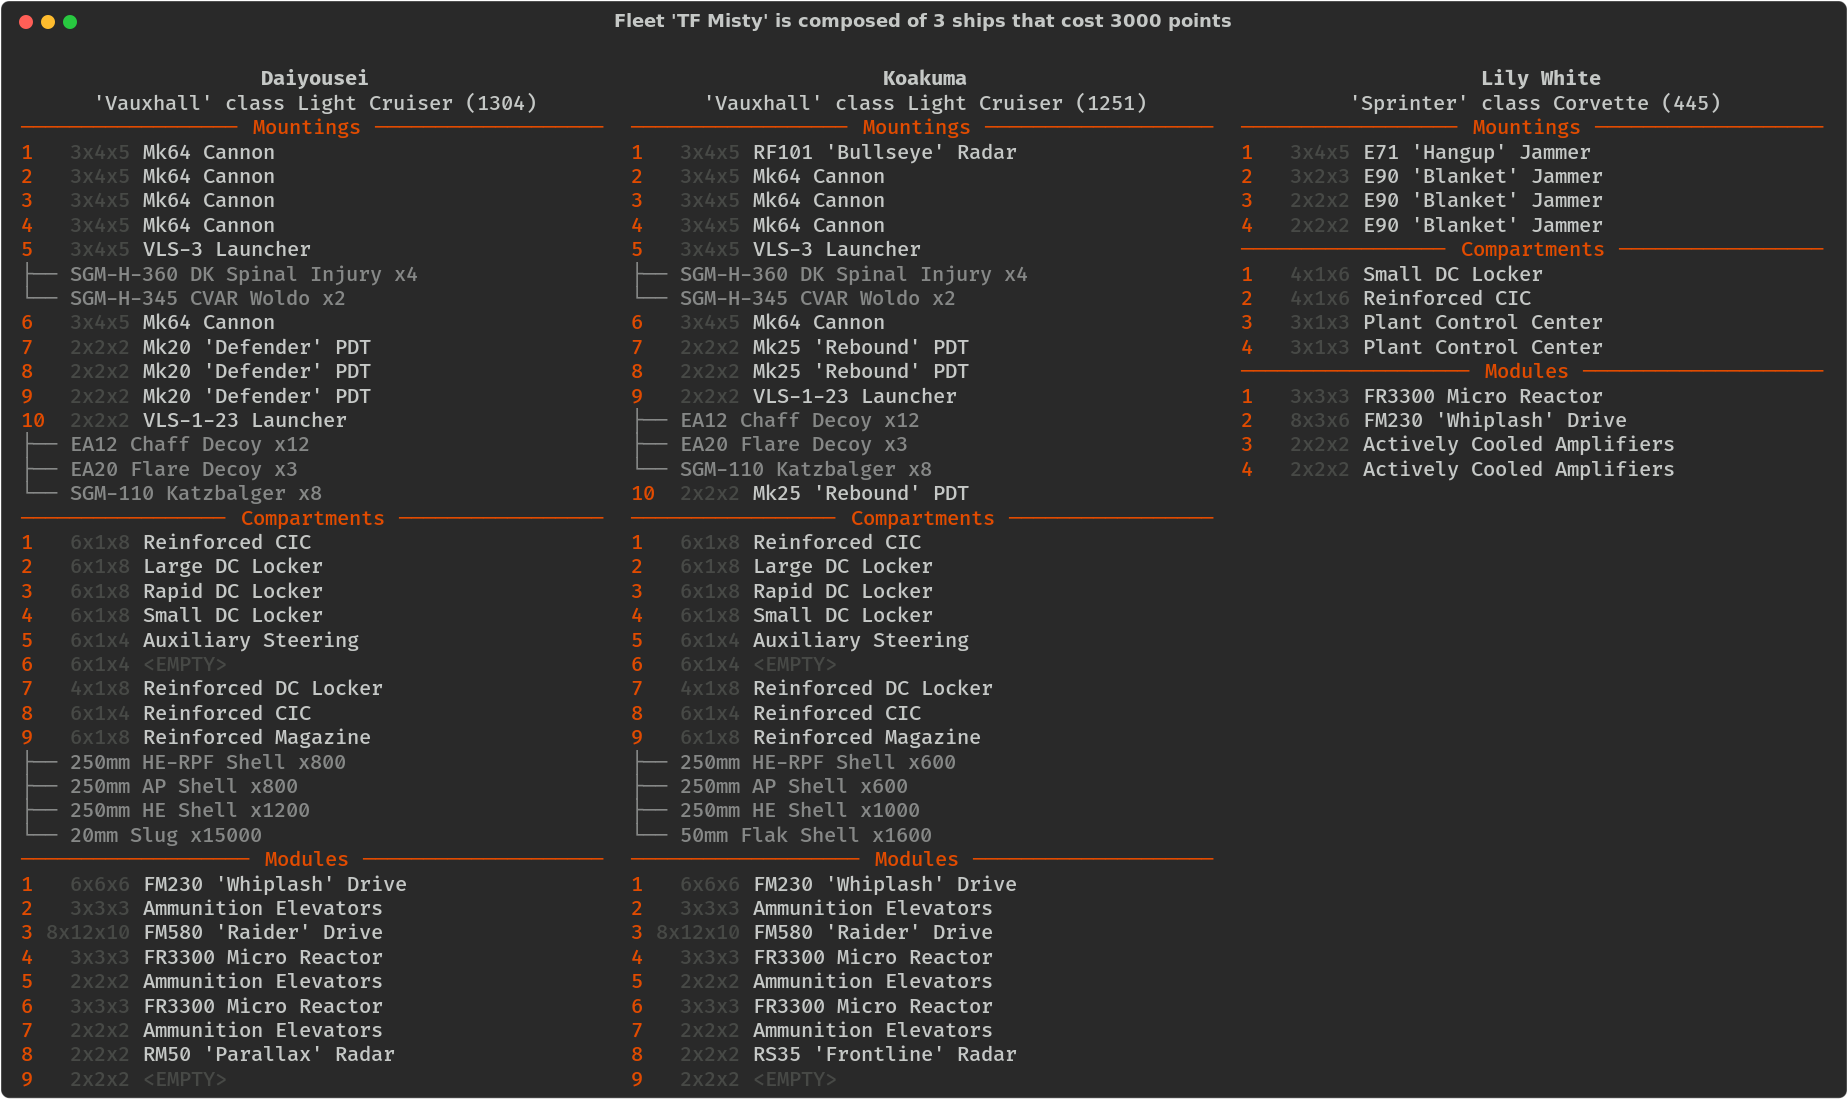 Fleet 'TF Misty' is composed of 3 ships that cost 3000 points
Daiyousei
'Vauxhall' class Light Cruiser (1304)
Mountings
1 3x4x5 Mk64 Cannon
2 3x4x5 Mk64 Cannon
3 3x4x5 Mk64 Cannon
4 3x4x5 Mk64 Cannon
5 3x4x5 VLS-3 Launcher
SGM-H-360 DK Spinal Injury x4
SGM-H-345 CVAR Woldo x2
6 3x4x5 Mk64 Cannon
7 2x2x2 Mk20 'Defender' PDT
8 2x2x2 Mk20 'Defender' PDT
9 2x2x2 Mk20 'Defender' PDT
10 2x2x2 VLS-1-23 Launcher
EA12 Chaff Decoy x12
EA20 Flare Decoy x3
SGM-110 Katzbalger x8
Compartments
1 6x1x8 Reinforced CIC
2 6x1x8 Large DC Locker
3 6x1x8 Rapid DC Locker
4 6x1x8 Small DC Locker
5 6x1x4 Auxiliary Steering
6 6x1x4 <EMPTY>
7 4x1x8 Reinforced DC Locker
8 6x1x4 Reinforced CIC
9 6x1x8 Reinforced Magazine
250mm HE-RPF Shell x800
250mm AP Shell x800
250mm HE Shell x1200
20mm Slug x15000
Modules
1 6x6x6 FM230 'Whiplash' Drive
2 3x3x3 Ammunition Elevators
3 8x12x10 FM580 'Raider' Drive
4 3x3x3 FR3300 Micro Reactor
5 2x2x2 Ammunition Elevators
6 3x3x3 FR3300 Micro Reactor
7 2x2x2 Ammunition Elevators
8 2x2x2 RM50 'Parallax' Radar
9 2x2x2 <EMPTY>
Koakuma
'Vauxhall' class Light Cruiser (1251)
Mountings
1 3x4x5 RF101 'Bullseye' Radar
2 3x4x5 Mk64 Cannon
3 3x4x5 Mk64 Cannon
4 3x4x5 Mk64 Cannon
5 3x4x5 VLS-3 Launcher
SGM-H-360 DK Spinal Injury x4
SGM-H-345 CVAR Woldo x2
6 3x4x5 Mk64 Cannon
7 2x2x2 Mk25 'Rebound' PDT
8 2x2x2 Mk25 'Rebound' PDT
9 2x2x2 VLS-1-23 Launcher
EA12 Chaff Decoy x12
EA20 Flare Decoy x3
SGM-110 Katzbalger x8
10 2x2x2 Mk25 'Rebound' PDT
Compartments
1 6x1x8 Reinforced CIC
2 6x1x8 Large DC Locker
3 6x1x8 Rapid DC Locker
4 6x1x8 Small DC Locker
5 6x1x4 Auxiliary Steering
6 6x1x4 <EMPTY>
7 4x1x8 Reinforced DC Locker
8 6x1x4 Reinforced CIC
9 6x1x8 Reinforced Magazine
250mm HE-RPF Shell x600
250mm AP Shell x600
250mm HE Shell x1000
50mm Flak Shell x1600
Modules
1 6x6x6 FM230 'Whiplash' Drive
2 3x3x3 Ammunition Elevators
3 8x12x10 FM580 'Raider' Drive
4 3x3x3 FR3300 Micro Reactor
5 2x2x2 Ammunition Elevators
6 3x3x3 FR3300 Micro Reactor
7 2x2x2 Ammunition Elevators
8 2x2x2 RS35 'Frontline' Radar
9 2x2x2 <EMPTY>
Lily White
'Sprinter' class Corvette (445)
Mountings
1 3x4x5 E71 'Hangup' Jammer
2 3x2x3 E90 'Blanket' Jammer
3 2x2x2 E90 'Blanket' Jammer
4 2x2x2 E90 'Blanket' Jammer
Compartments
1 4x1x6 Small DC Locker
2 4x1x6 Reinforced CIC
3 3x1x3 Plant Control Center
4 3x1x3 Plant Control Center
Modules
1 3x3x3 FR3300 Micro Reactor
2 8x3x6 FM230 'Whiplash' Drive
3 2x2x2 Actively Cooled Amplifiers
4 2x2x2 Actively Cooled Amplifiers